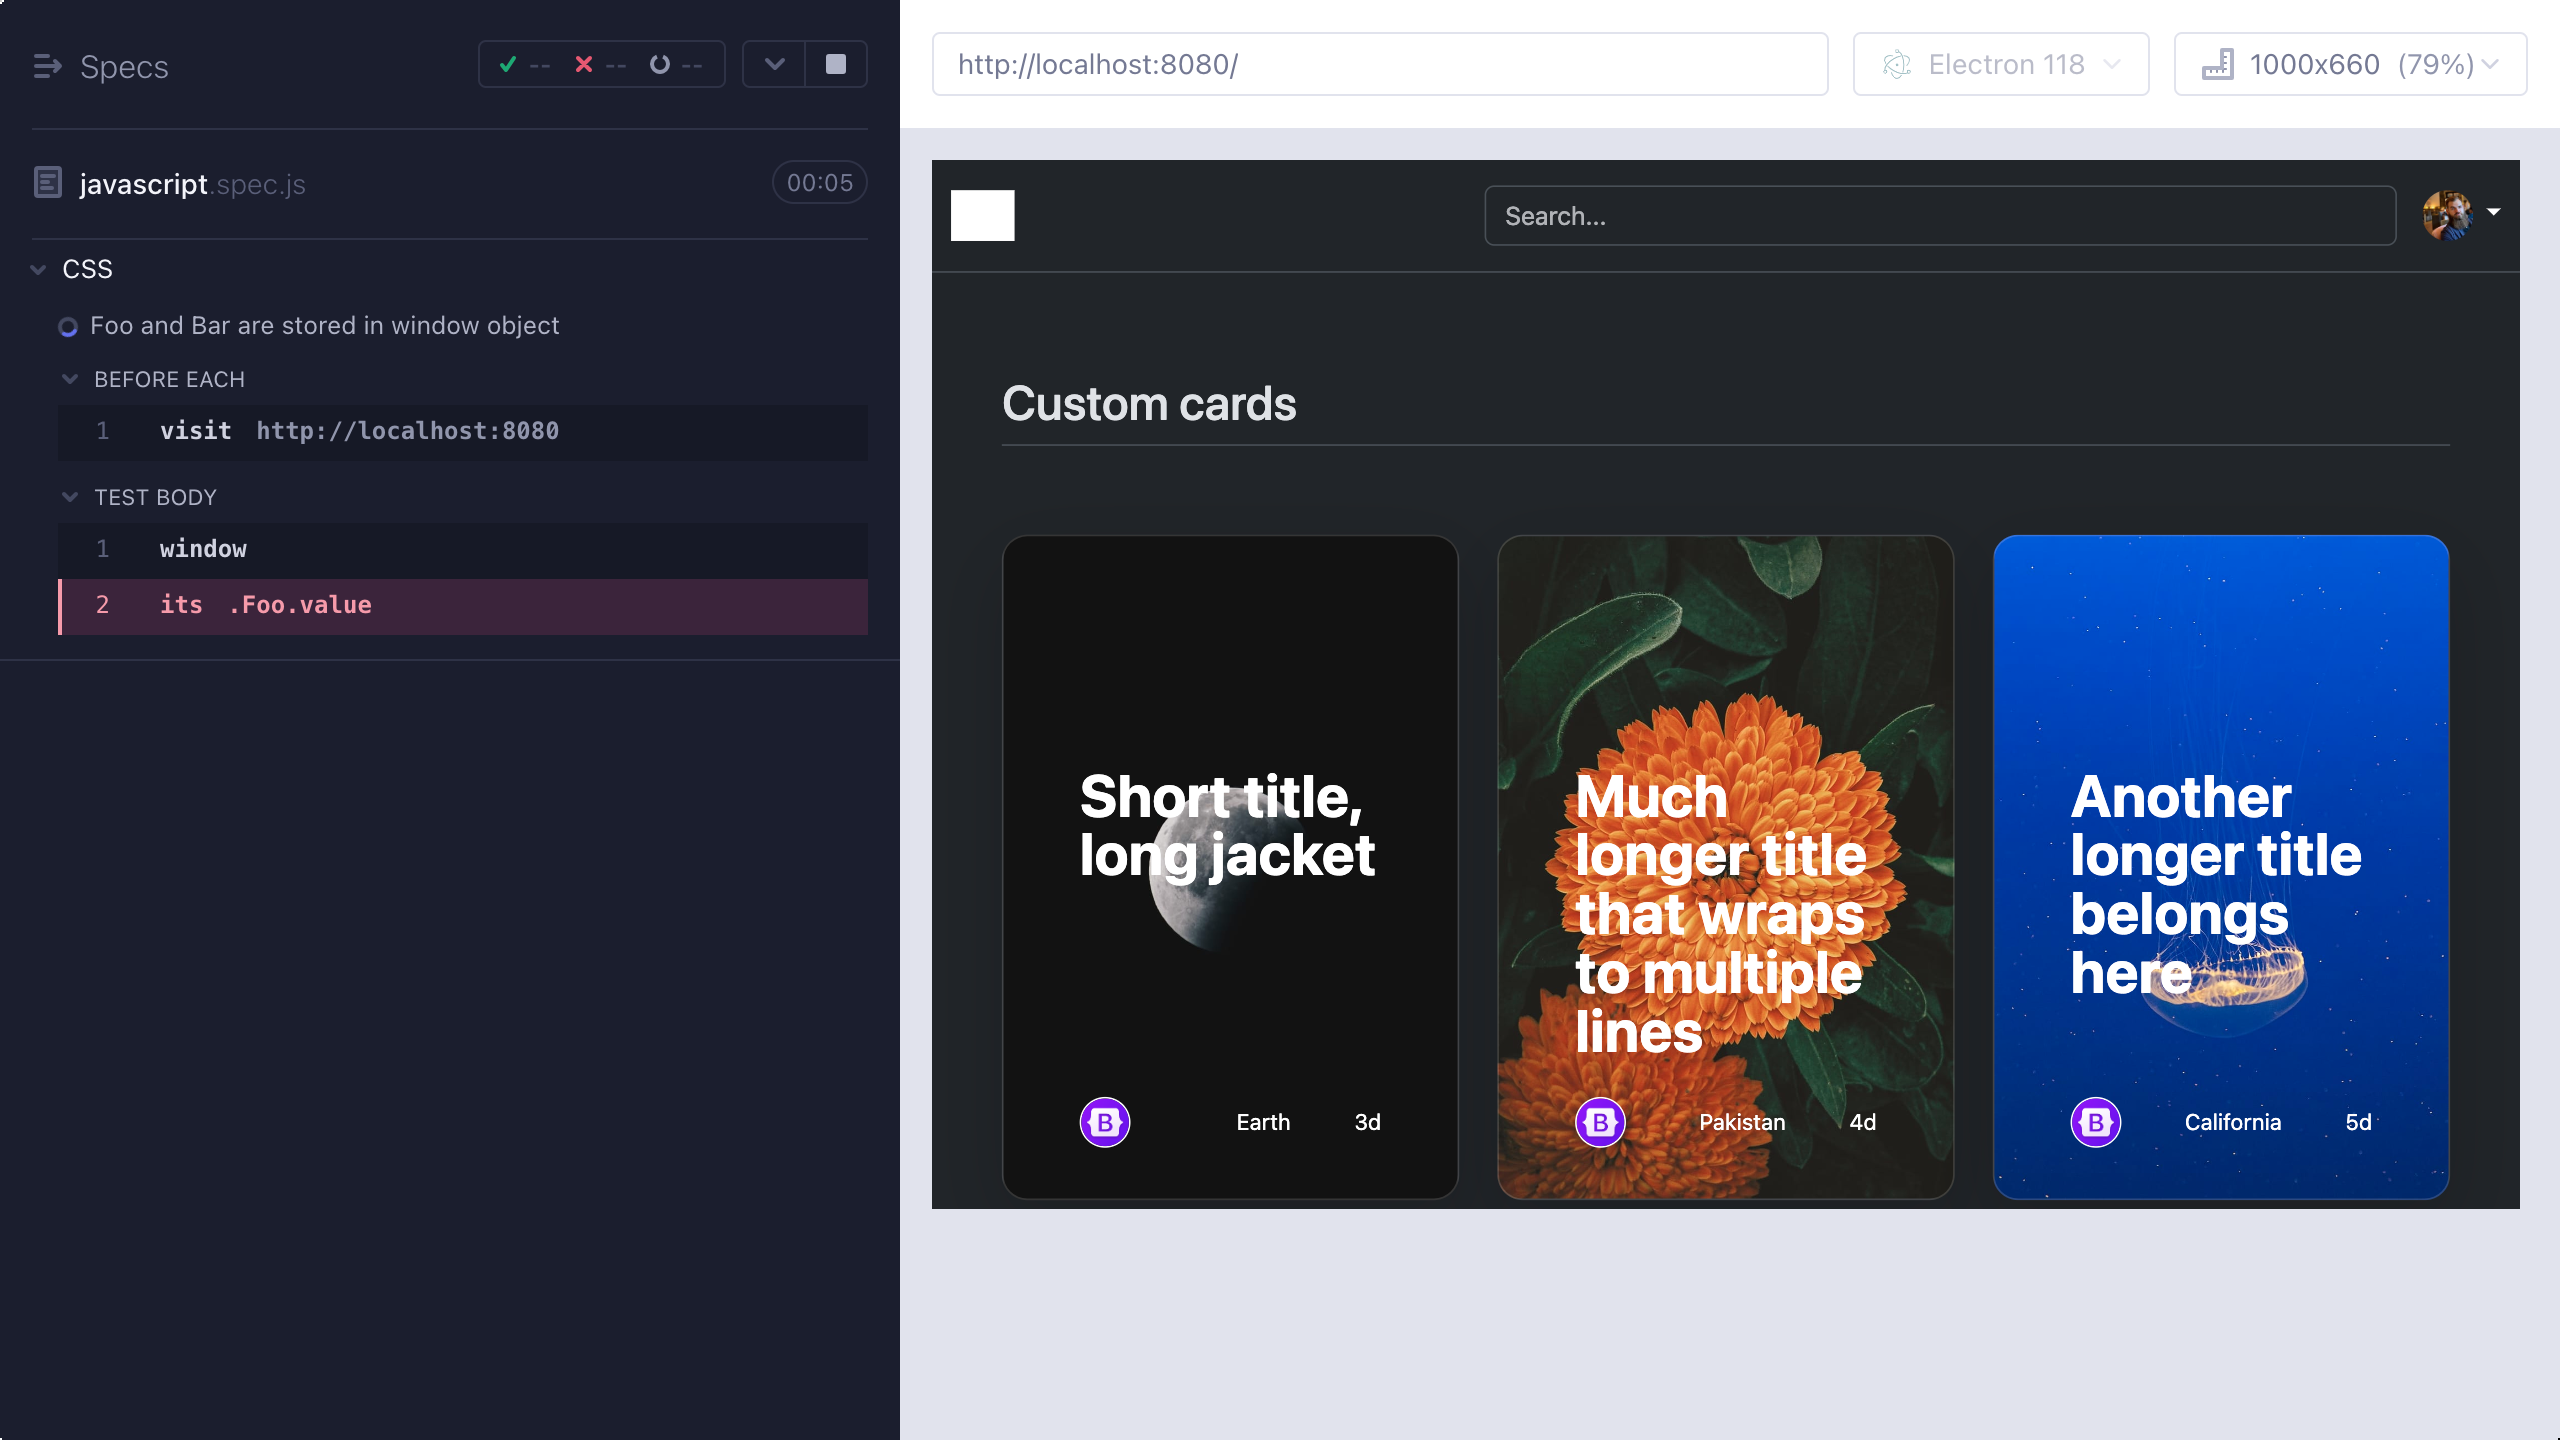 Specs
--
--
--
javascript.spec.js
00:05
CSS
Foo and Bar are stored in window object
BEFORE EACH
1 visit http://localhost:8080
TEST BODY
1 window
2 its .Foo.value
http://localhost:8080/
Electron 118
1000x660 (79%)
Search...
Custom cards
Short title,
long jacket
B
Earth
3d
Much
longer title
that wraps
to multiple
lines
B
Pakistan
4d
Another
longer title
belongs
here
B
California
5d